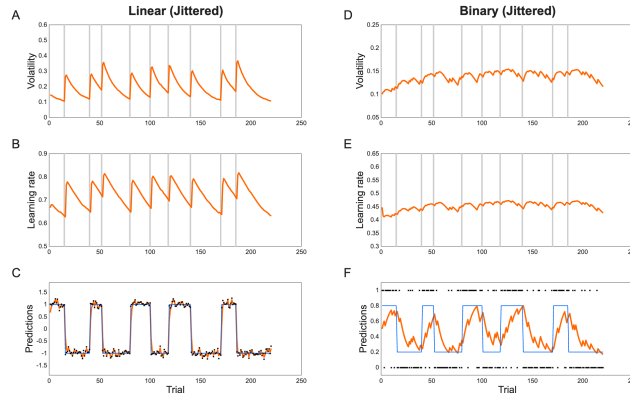 Linear (Jittered)
Binary (Jittered)
A
Volatility
0.6
0.5
0.4
0.3
0.2
0.1
0
0 50 100 150 200 250
D
Volatility
0.25
0.2
0.15
0.1
0.05
0 50 100 150 200 250
B
Learning rate
0.9
0.8
0.7
0.6
0.5
0 50 100 150 200 250
E
Learning rate
0.65
0.6
0.55
0.5
0.45
0.4
0.35
0.3
0 50 100 150 200 250
C
Predictions
1.5
1
0.5
0
-0.5
-1
-1.5
0 50 100 150 200 250
Trial
F
Predictions
1
0.8
0.6
0.4
0.2
0
0 50 100 150 200 250
Trial